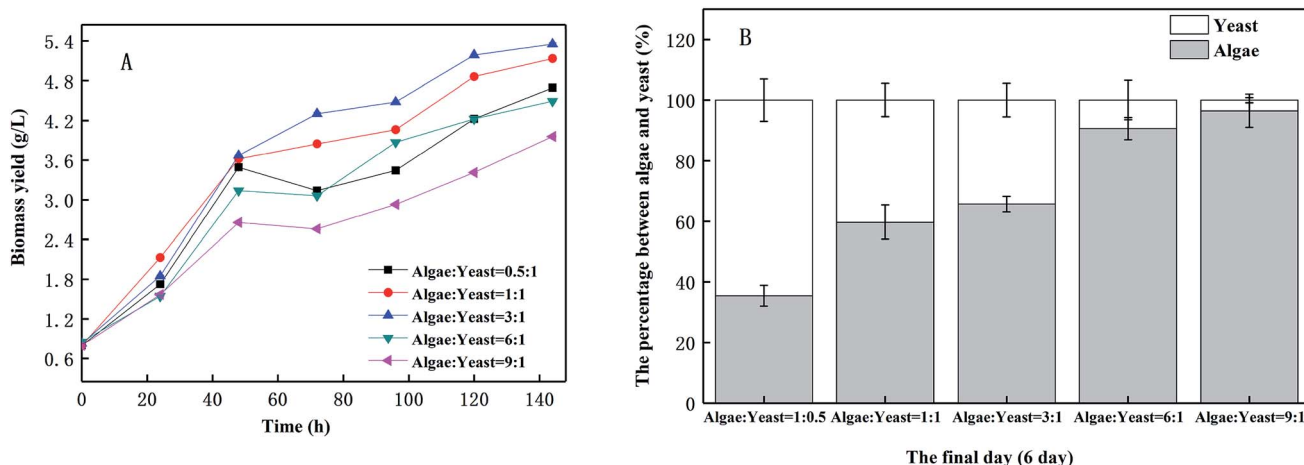 A
Biomass yield (g/L)
5.4
4.8
4.2
3.6
3.0
2.4
1.8
1.2
0.6
Algae:Yeast=0.5:1
Algae:Yeast=1:1
Algae:Yeast=3:1
Algae:Yeast=6:1
Algae:Yeast=9:1
0 20 40 60 80 100 120 140
Time (h)
B
Yeast
Algae
The percentage between algae and yeast (%)
120
100
80
60
40
20
0
Algae:Yeast=1:0.5 Algae:Yeast=1:1 Algae:Yeast=3:1 Algae:Yeast=6:1 Algae:Yeast=9:1
The final day (6 day)